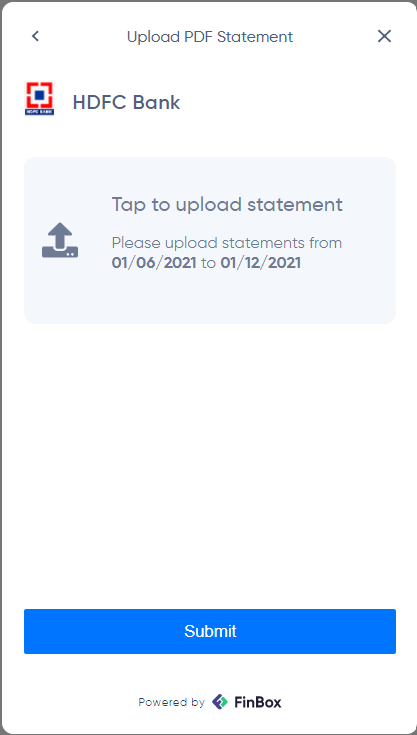 Upload PDF Statement
HDFC BANK
HDFC Bank
Tap to upload statement
Please upload statements from
01/06/2021 to 01/12/2021
Submit
Powered by FinBox